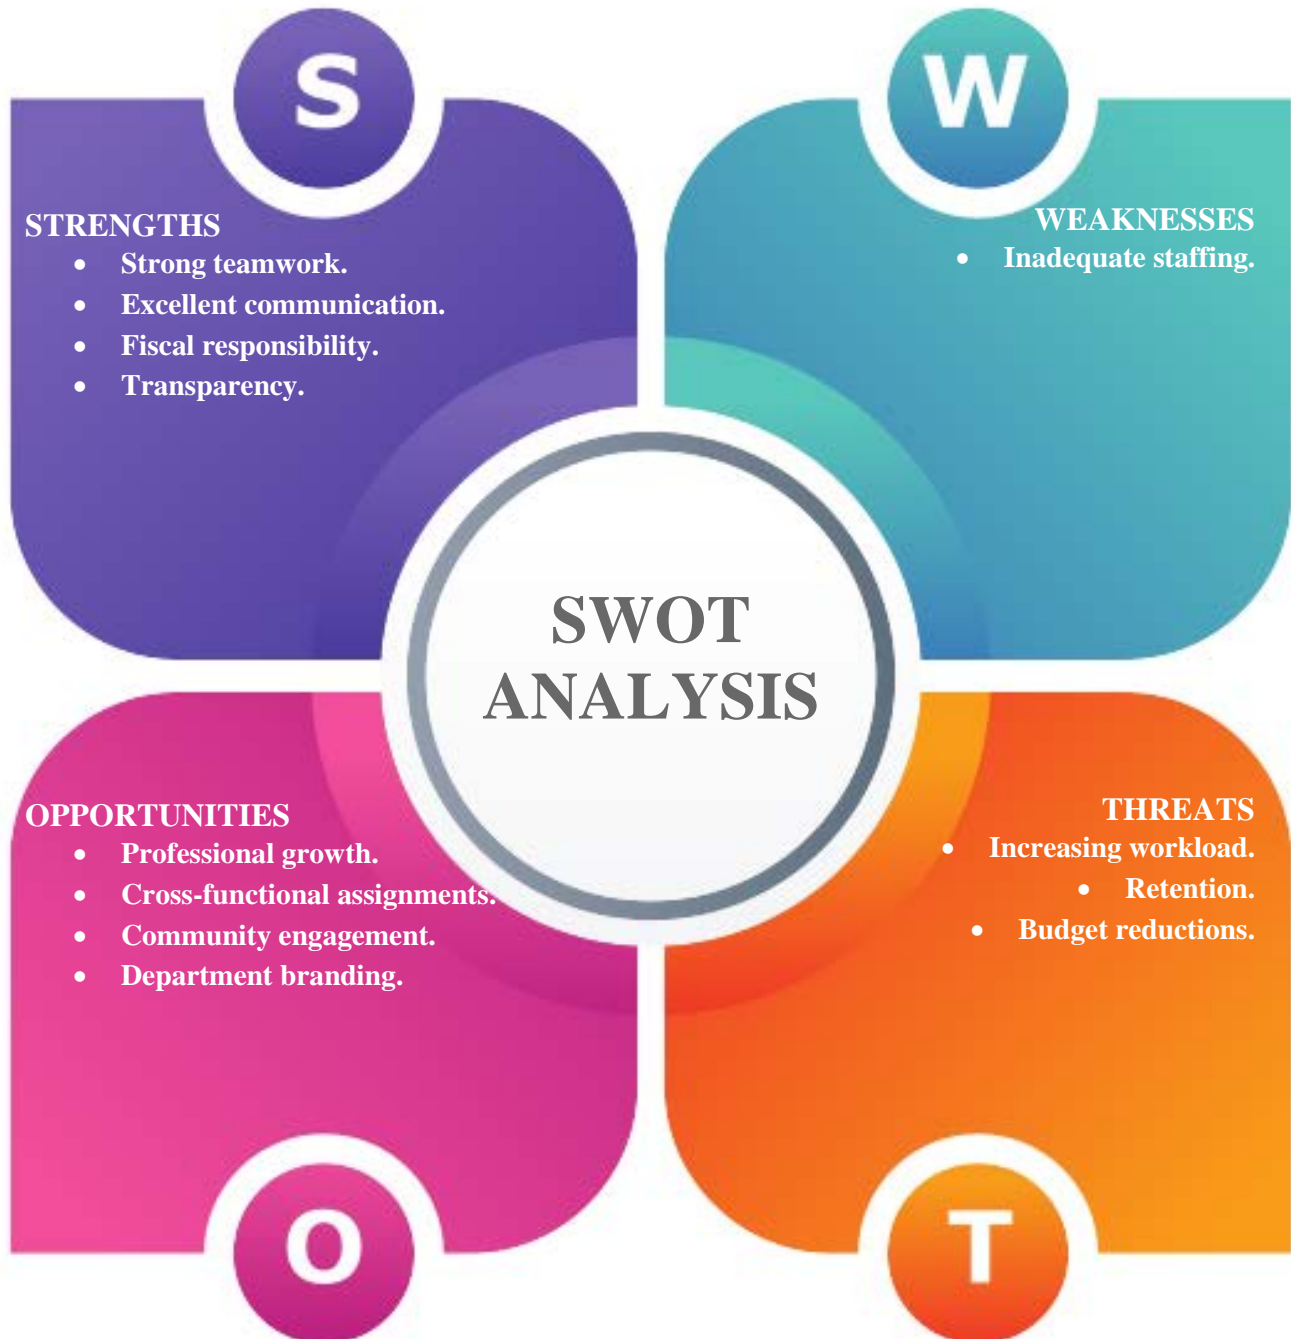 S
STRENGTHS
• Strong teamwork.
• Excellent communication.
• Fiscal responsibility.
• Transparency.
W
WEAKNESSES
• Inadequate staffing.
SWOT
ANALYSIS
OPPORTUNITIES
• Professional growth.
• Cross-functional assignments.
• Community engagement.
• Department branding.
O
THREATS
• Increasing workload.
• Retention.
• Budget reductions.
T